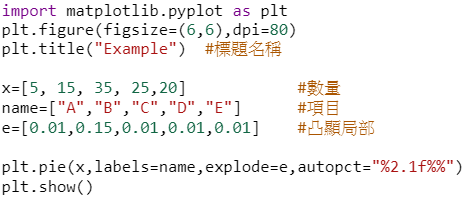 import matplotlib.pyplot as plt
plt.figure(figsize=(6,6),dpi=80)
plt.title("Example")  #標題名稱
x=[5, 15, 35, 25,20]  #數量
name=["A","B","C","D","E"]  #項目
e=[0.01,0.15,0.01,0.01,0.01]  #凸顯局部
plt.pie(x,labels=name,explode=e,autopct="%2.1f%%")
plt.show()